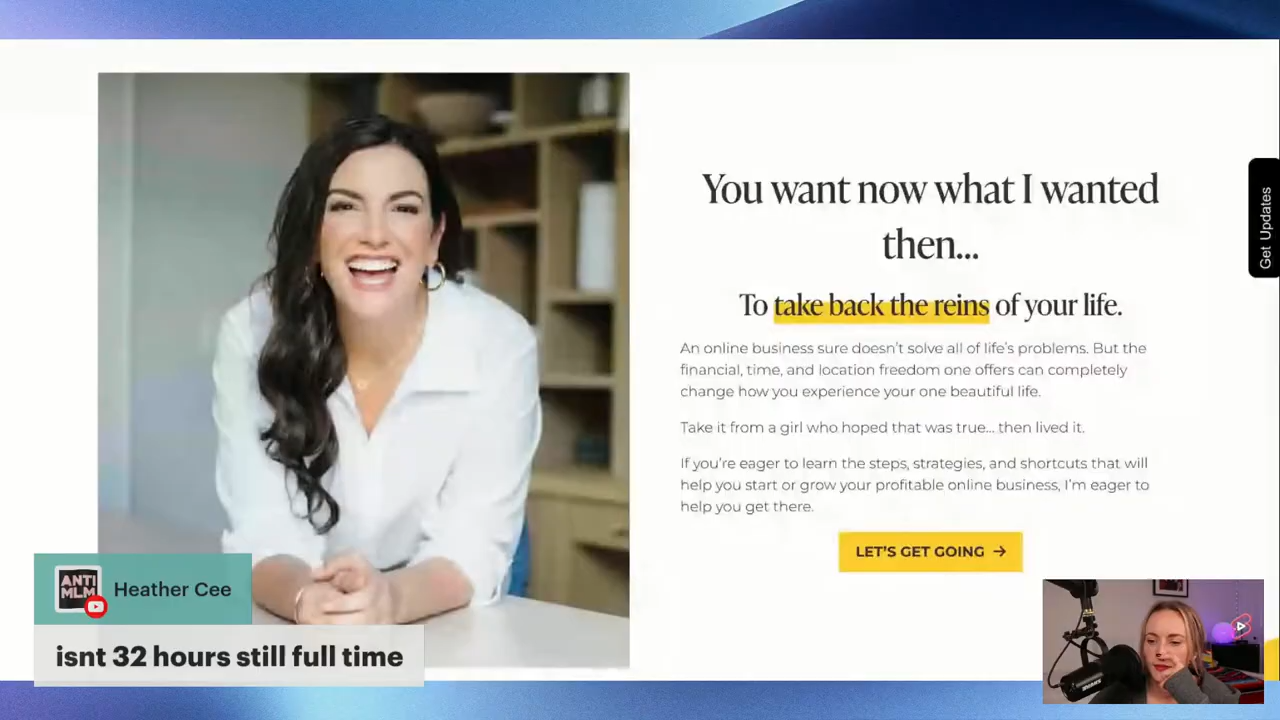 You want now what I wanted
then...
To take back the reins of your life.
An online business sure doesn't solve all of life's problems. But the
financial, time, and location freedom one offers can completely
change how you experience your one beautiful life.
Take it from a girl who hoped that was true... then lived it.
If you're eager to learn the steps, strategies, and shortcuts that will
help you start or grow your profitable online business, I'm eager to
help you get there.
LET'S GET GOING →
Get Updates
ANTI
MLM
Heather Cee
isnt 32 hours still full time